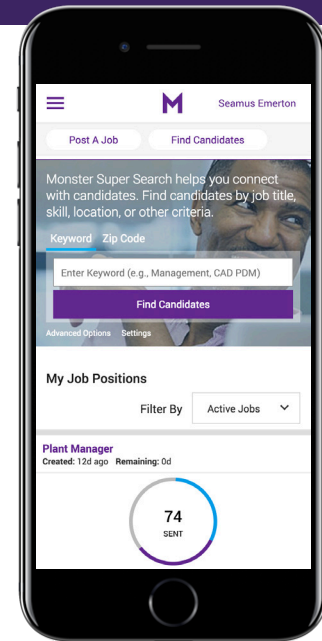 M
Seamus Emerton
Post A Job Find Candidates
Monster Super Search helps you connect
with candidates. Find candidates by job title,
skill, location, or other criteria.
Keyword Zip Code
Enter Keyword (e.g., Management, CAD PDM)
Find Candidates
Advanced Options Settings
My Job Positions
Filter By Active Jobs
Plant Manager
Created: 12d ago Remaining: 0d
74
SENT